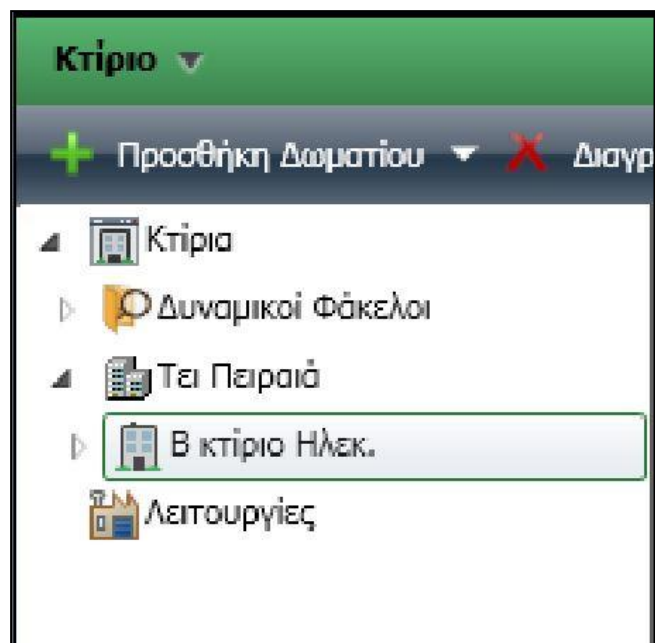 Κτίριο
Προσθήκη Δωματίου
Κτίρια
Δυναμικοί Φάκελοι
Τει Πειραιά
Β κτίριο Ηλεκ.
Λειτουργίες